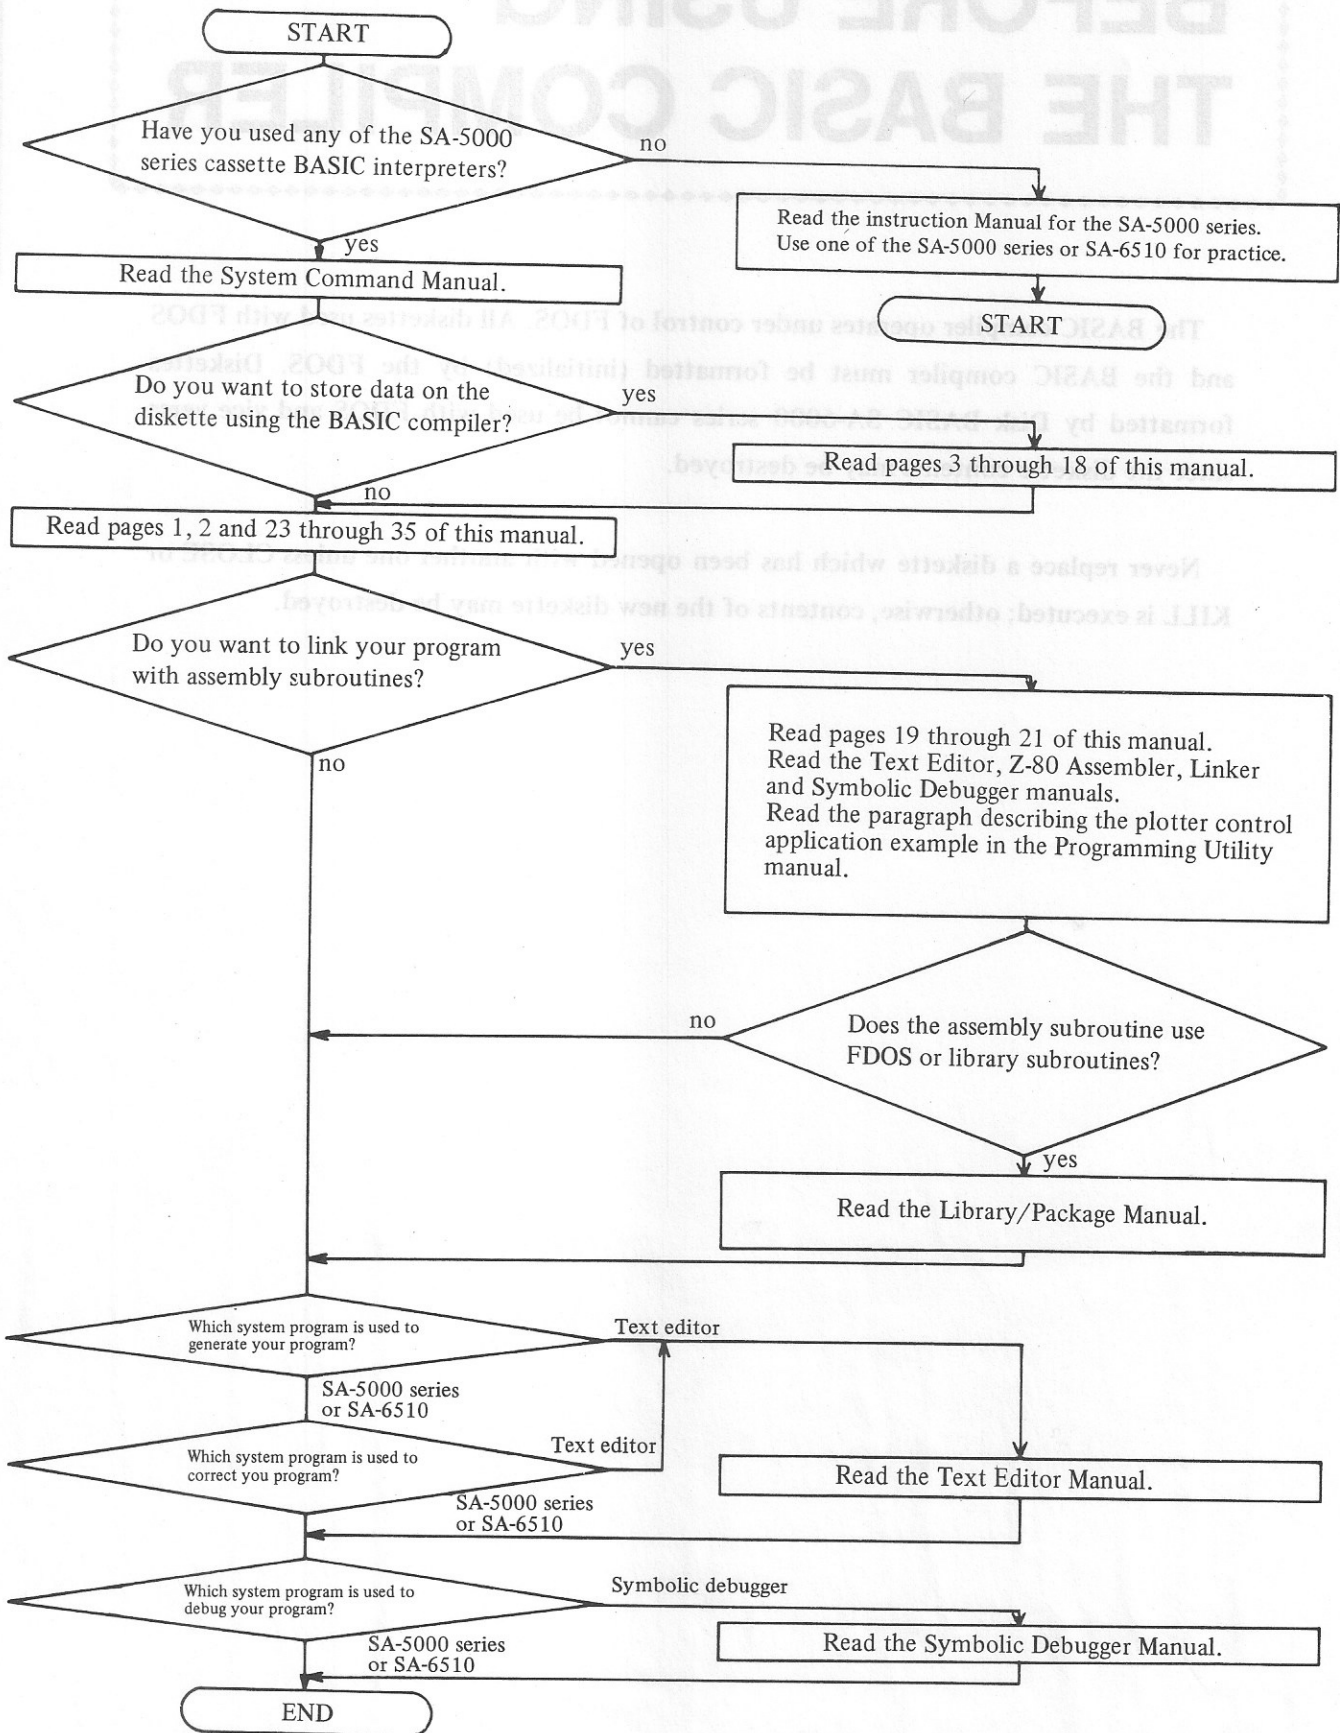 START
Have you used any of the SA-5000
series cassette BASIC interpreters?
no
Read the instruction Manual for the SA-5000 series.
Use one of the SA-5000 series or SA-6510 for practice.
START
yes
Read the System Command Manual.
Do you want to store data on the
diskette using the BASIC compiler?
yes
Read pages 3 through 18 of this manual.
no
Read pages 1, 2 and 23 through 35 of this manual.
Do you want to link your program
with assembly subroutines?
yes
Read pages 19 through 21 of this manual.
Read the Text Editor, Z-80 Assembler, Linker
and Symbolic Debugger manuals.
Read the paragraph describing the plotter control
application example in the Programming Utility
manual.
no
no
Does the assembly subroutine use
FDOS or library subroutines?
yes
Read the Library/Package Manual.
Which system program is used to
generate your program?
Text editor
SA-5000 series
or SA-6510
Which system program is used to
correct you program?
Text editor
Read the Text Editor Manual.
SA-5000 series
or SA-6510
Which system program is used to
debug your program?
Symbolic debugger
Read the Symbolic Debugger Manual.
SA-5000 series
or SA-6510
END
BEFORE USING
THE BASIC COMPILER
The BASIC compiler operates under control of FDOS. All diskettes used with FDOS
and the BASIC compiler must be formatted (initialized) by the FDOS. Diskettes
formatted by Disk BASIC SA-6000 series cannot be used with
destroyed.
Never replace a diskette which has been opened with another one unless CLOSE or
KILL is executed; otherwise, contents of the new diskette may be destroyed.